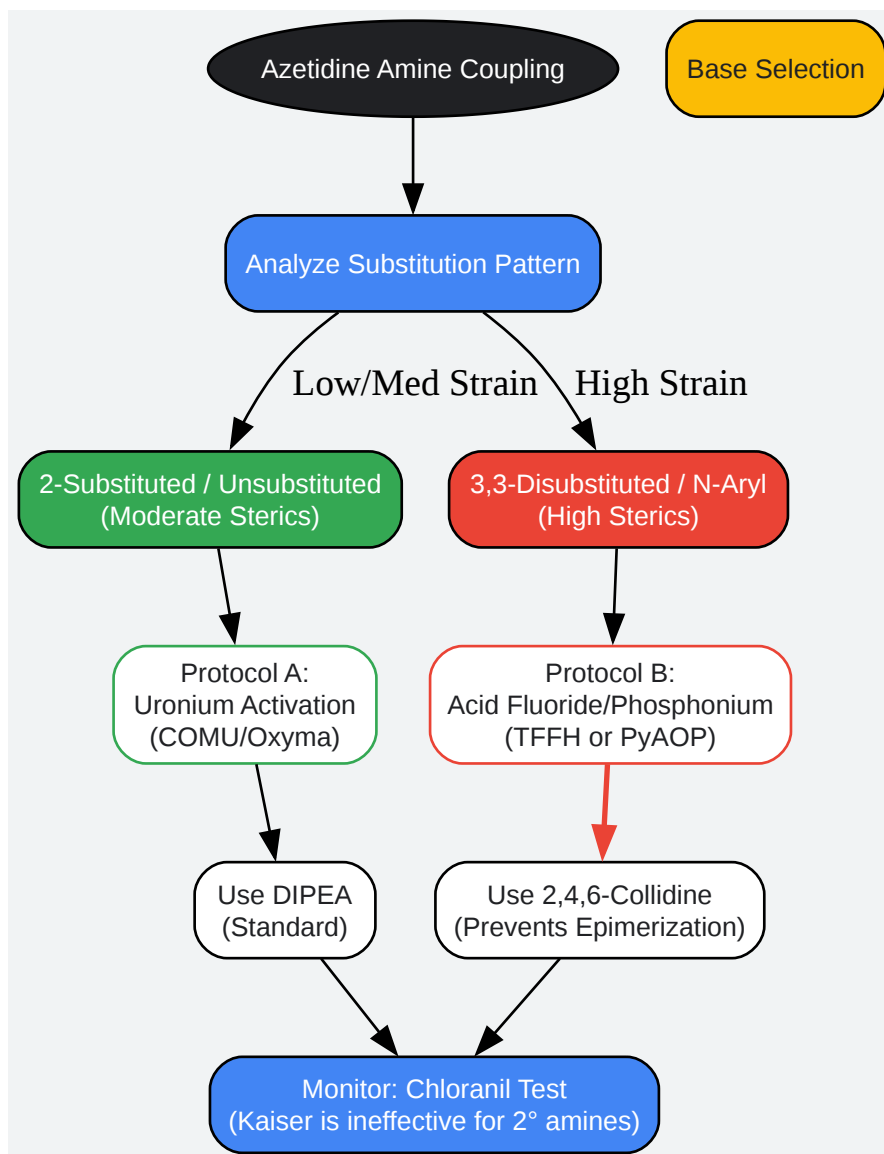 Azetidine Amine Coupling
Base Selection
Analyze Substitution Pattern
Low/Med Strain
High Strain
2-Substituted / Unsubstituted
(Moderate Sterics)
3,3-Disubstituted / N-Aryl
(High Sterics)
Protocol A:
Uronium Activation
(COMU/Oxyma)
Protocol B:
Acid Fluoride/Phosphonium
(TFFH or PyAOP)
Use DIPEA
(Standard)
Use 2,4,6-Collidine
(Prevents Epimerization)
Monitor: Chloranil Test
(Kaiser is ineffective for 2° amines)